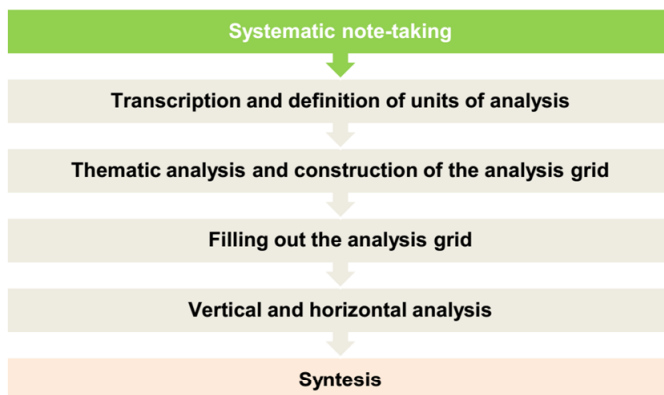 Systematic note-taking
Transcription and definition of units of analysis
Thematic analysis and construction of the analysis grid
Filling out the analysis grid
Vertical and horizontal analysis
Syntesis